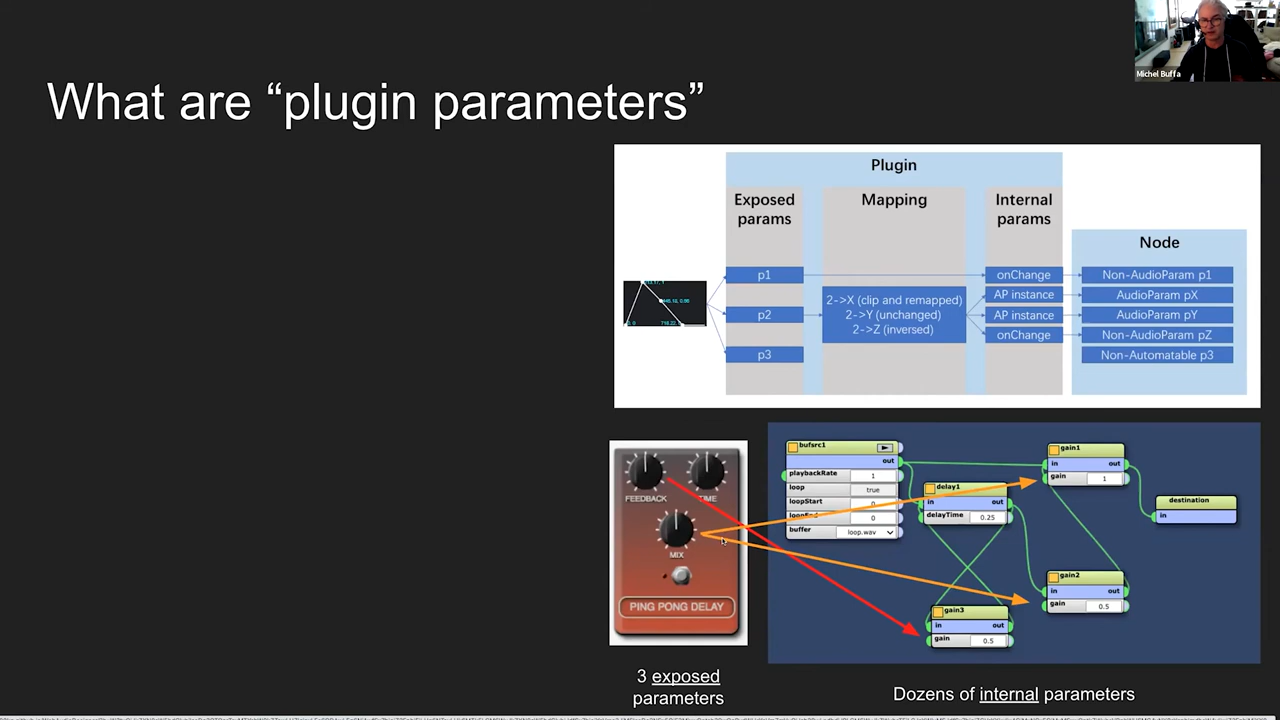 Michel Buffa
What are “plugin parameters”
Plugin
Exposed params
Mapping
Internal params
Node
p1
p2
p3
2->X (clip and remapped)
2->Y (unchanged)
2->Z (inversed)
onChange
AP instance
AP instance
onChange
Non-AudioParam p1
AudioParam pX
AudioParam pY
Non-AudioParam pZ
Non-Automatable p3
FEEDBACK
TIME
MIX
PING PONG DELAY
3 exposed
parameters
bufsrc1
out
playbackRate 1
loop true
loopStart 0
loopEnd 0
buffer loop.wav
delay1
in out
delayTime 0.25
gain1
in out
gain 1
destination
in
gain2
in out
gain 0.5
gain3
in out
gain 0.5
Dozens of internal parameters